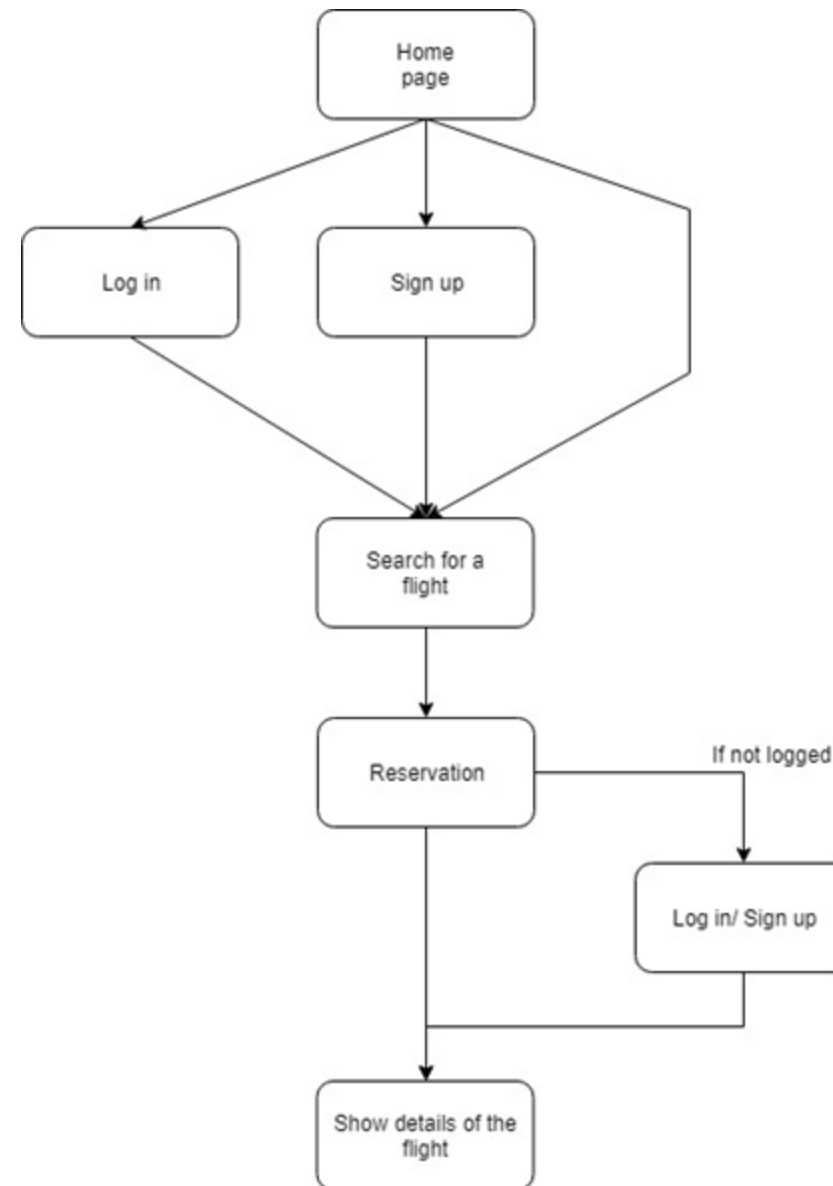 Home
page
Log in
Sign up
Search for a
flight
Reservation
If not logged
Log in/ Sign up
Show details of the
flight